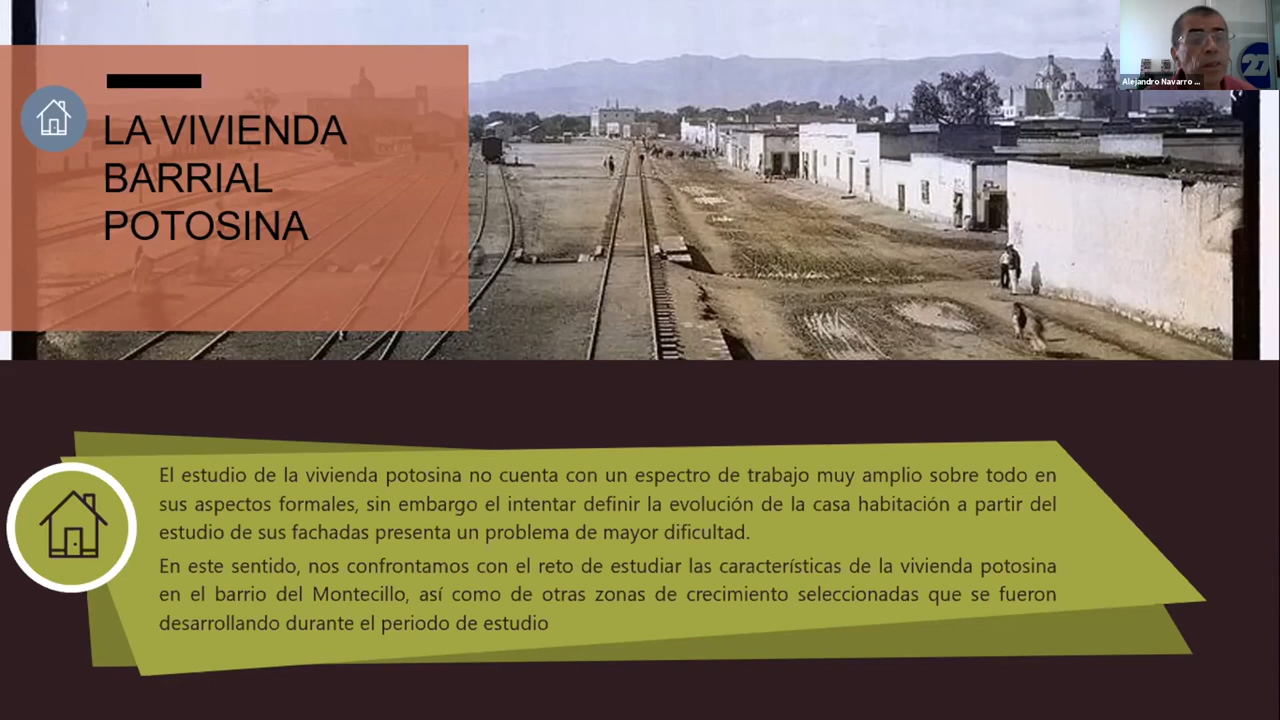 Alejandro Navarro ...
27
LA VIVIENDA
BARRIAL
POTOSINA
El estudio de la vivienda potosina no cuenta con un espectro de trabajo muy amplio sobre todo en
sus aspectos formales, sin embargo el intentar definir la evolución de la casa habitación a partir del
estudio de sus fachadas presenta un problema de mayor dificultad.
En este sentido, nos confrontamos con el reto de estudiar las características de la vivienda potosina
en el barrio del Montecillo, así como de otras zonas de crecimiento seleccionadas que se fueron
desarrollando durante el periodo de estudio